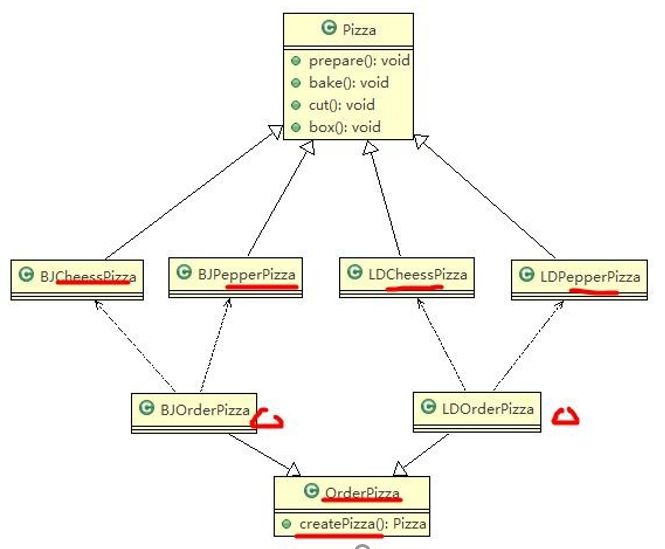 Pizza
prepare(): void
bake(): void
cut(): void
box(): void
BJCheessPizza
BJPepperPizza
LDCheessPizza
LDPepperPizza
BJOrderPizza
LDOrderPizza
OrderPizza
createPizza(): Pizza